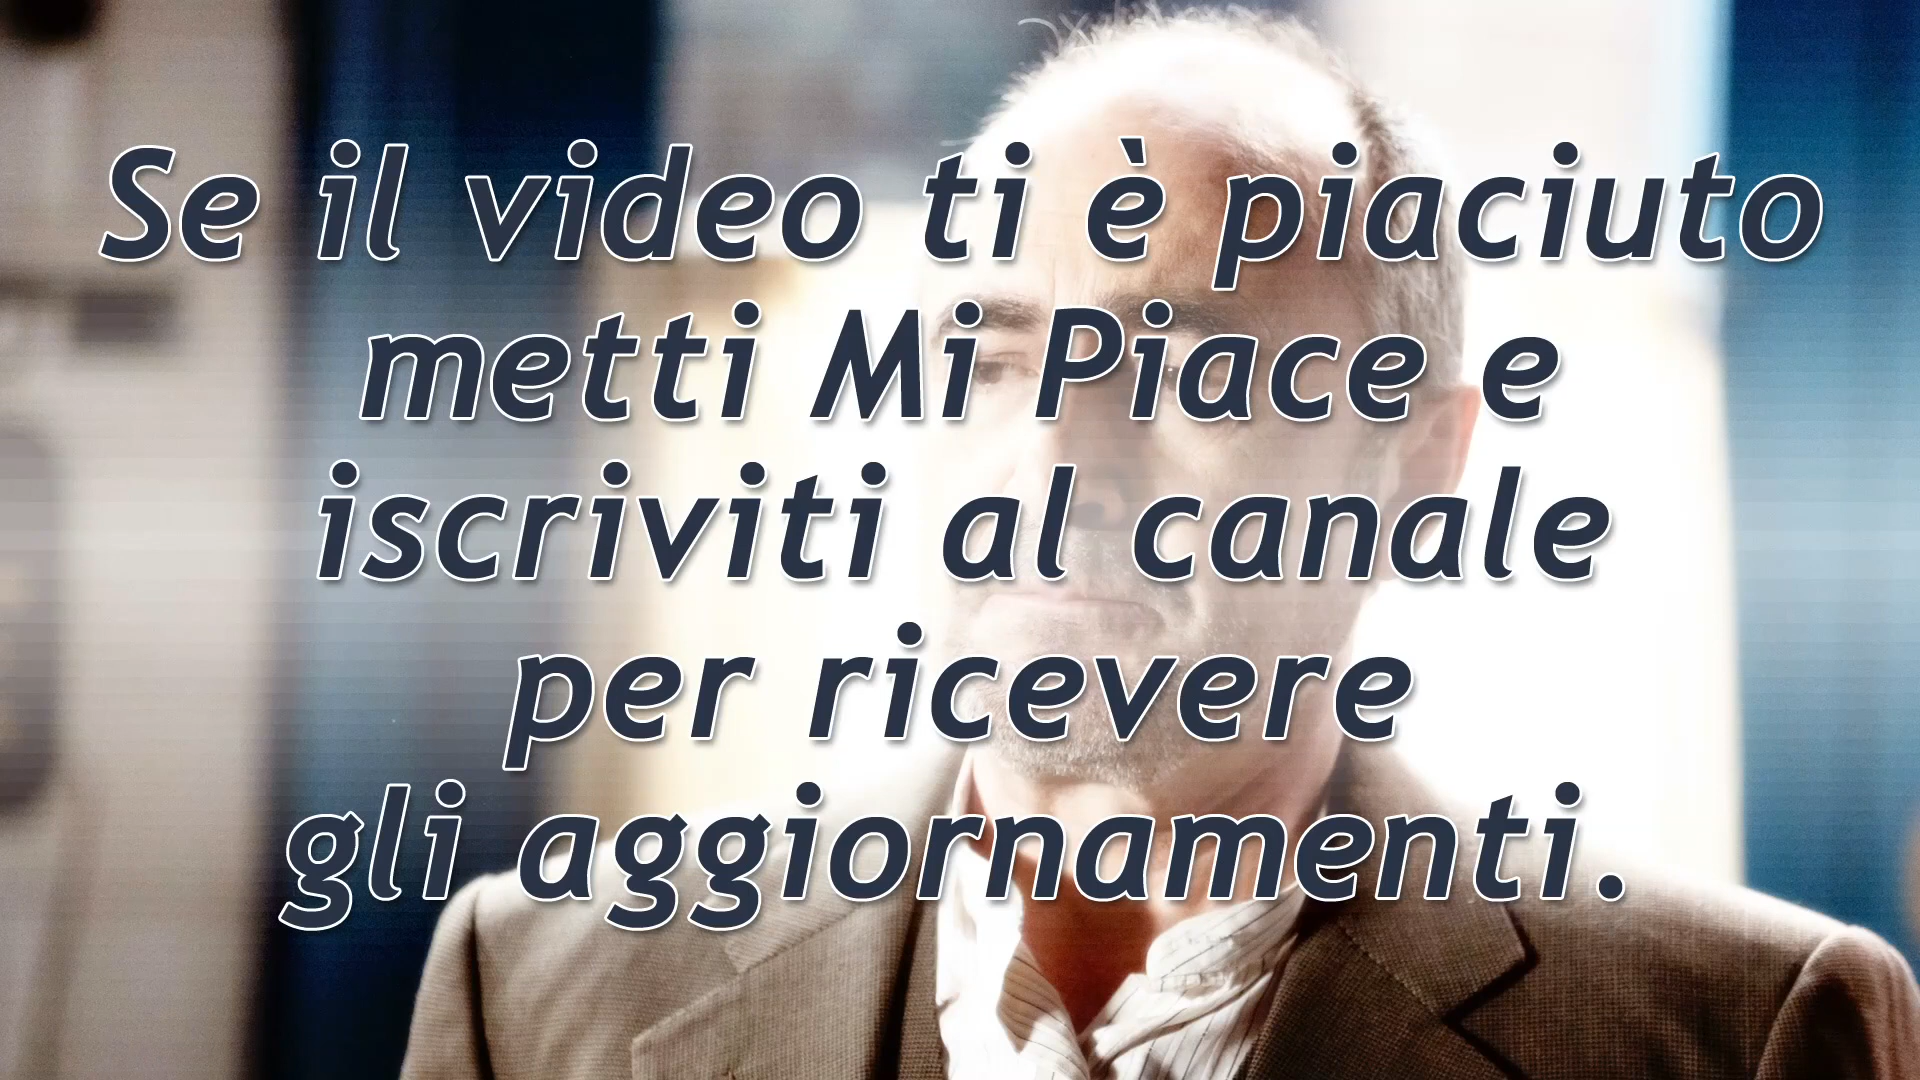 Se il video ti è piaciuto
metti Mi Piace e
iscriviti al canale
per ricevere
gli aggiornamenti.